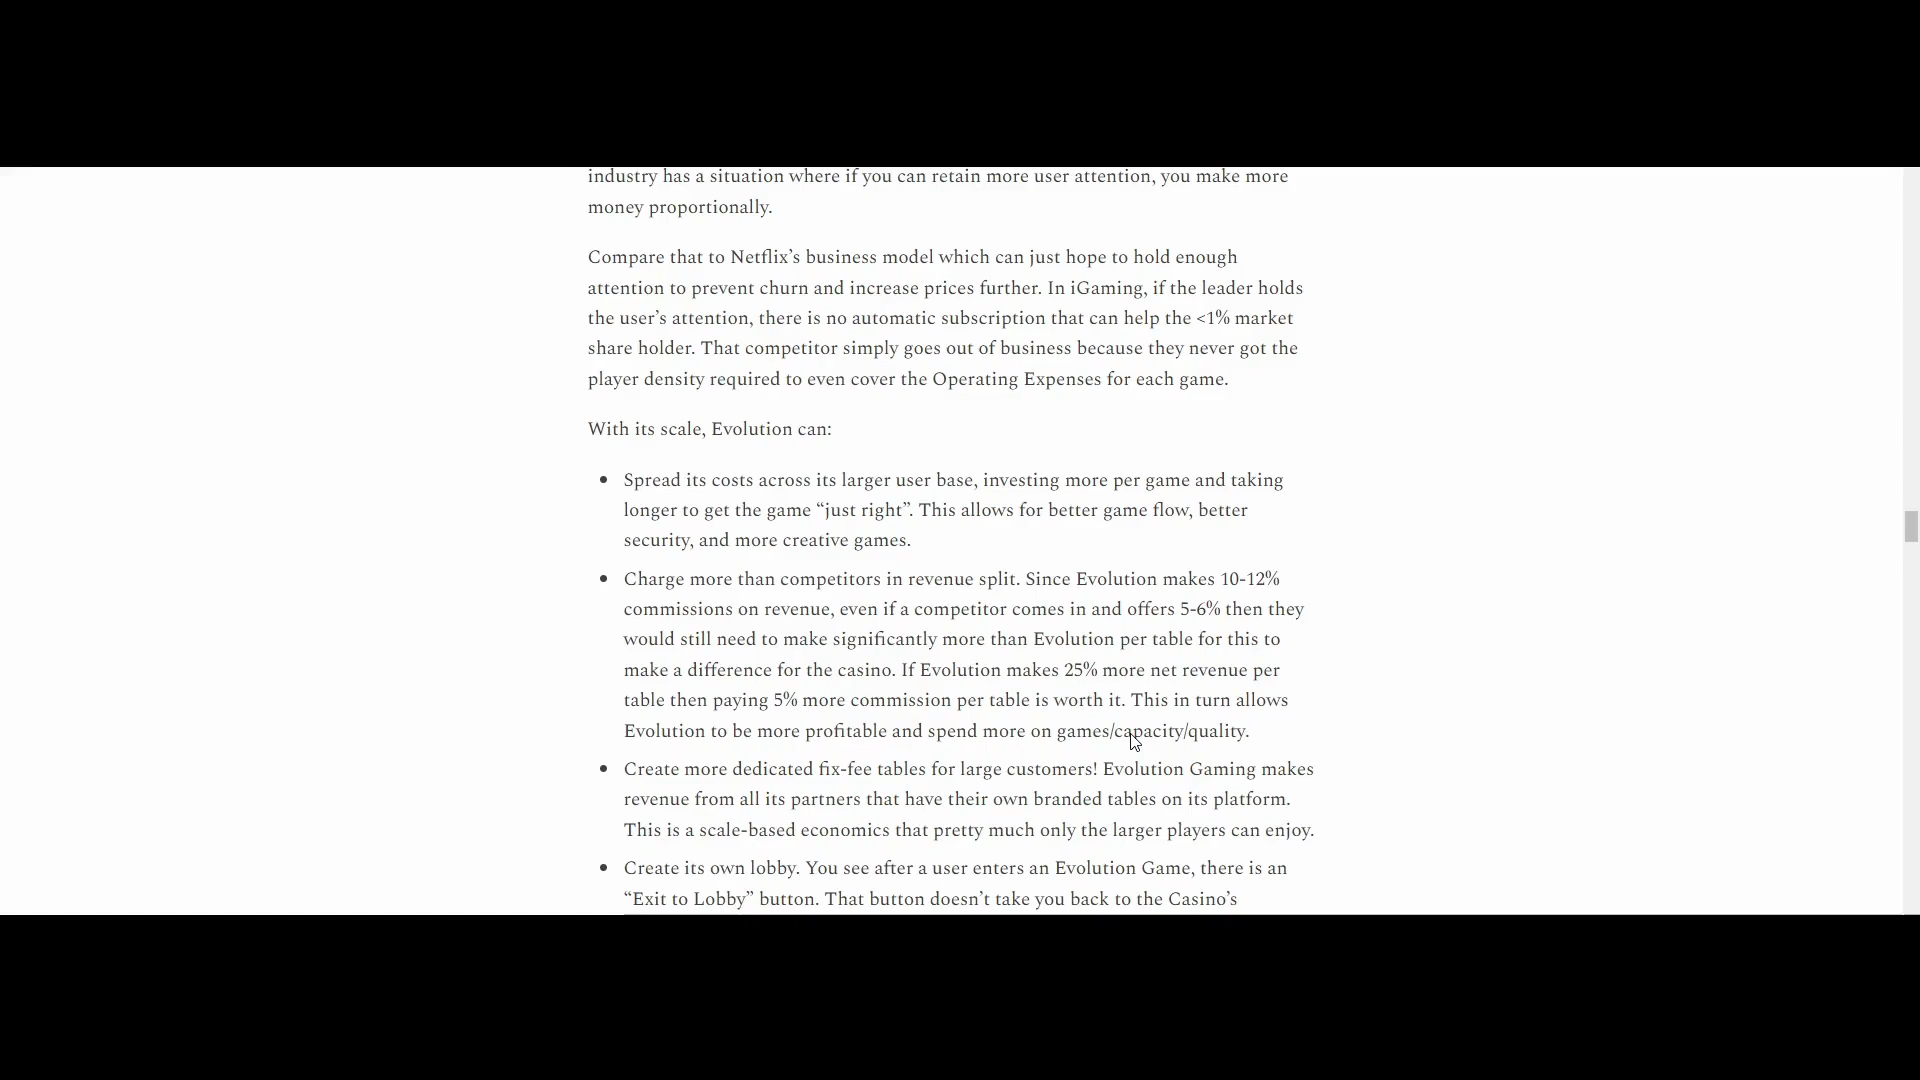 industry has a situation where if you can retain more user attention, you make more
money proportionally.
Compare that to Netflix’s business model which can just hope to hold enough
attention to prevent churn and increase prices further. In iGaming, if the leader holds
the user’s attention, there is no automatic subscription that can help the <1% market
share holder. That competitor simply goes out of business because they never got the
player density required to even cover the Operating Expenses for each game.
With its scale, Evolution can:
• Spread its costs across its larger user base, investing more per game and taking
longer to get the game “just right”. This allows for better game flow, better
security, and more creative games.
• Charge more than competitors in revenue split. Since Evolution makes 10-12%
commissions on revenue, even if a competitor comes in and offers 5-6% then they
would still need to make significantly more than Evolution per table for this to
make a difference for the casino. If Evolution makes 25% more net revenue per
table then paying 5% more commission per table is worth it. This in turn allows
Evolution to be more profitable and spend more on games/capacity/quality.
• Create more dedicated fix-fee tables for large customers! Evolution Gaming makes
revenue from all its partners that have their own branded tables on its platform.
This is a scale-based economics that pretty much only the larger players can enjoy.
• Create its own lobby. You see after a user enters an Evolution Game, there is an
“Exit to Lobby” button. That button doesn’t take you back to the Casino’s